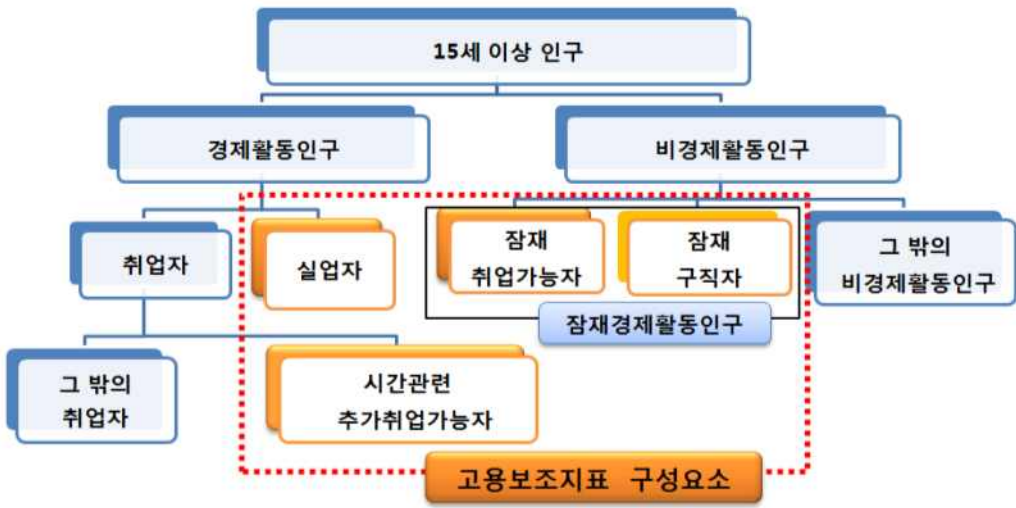 15세 이상 인구
경제활동인구
비경제활동인구
취업자
실업자
잠재
취업가능자
잠재
구직자
그 밖의
비경제활동인구
잠재경제활동인구
그 밖의
취업자
시간관련
추가취업가능자
고용보조지표 구성요소